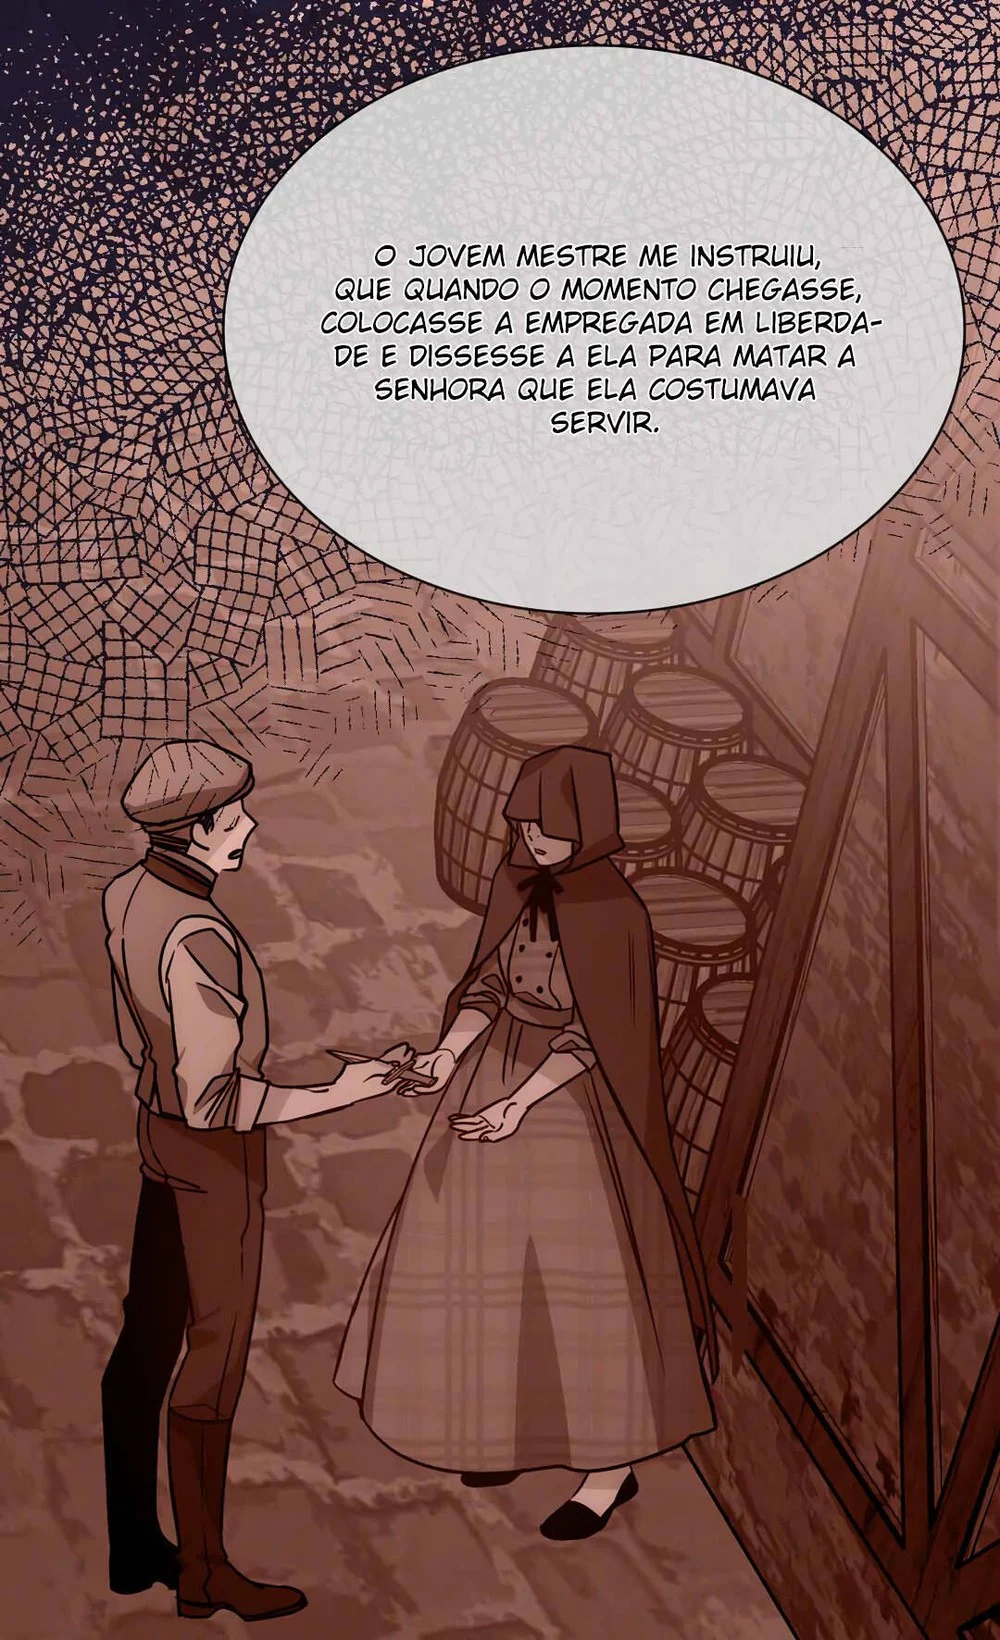 O JOVEM MESTRE ME INSTRUIU,
QUE QUANDO O MOMENTO CHEGASSE,
COLOCASSE A EMPREGADA EM LIBERDA-
DE E DISSESSE A ELA PARA MATAR A
SENHORA QUE ELA COSTUMAVA
SERVIR.